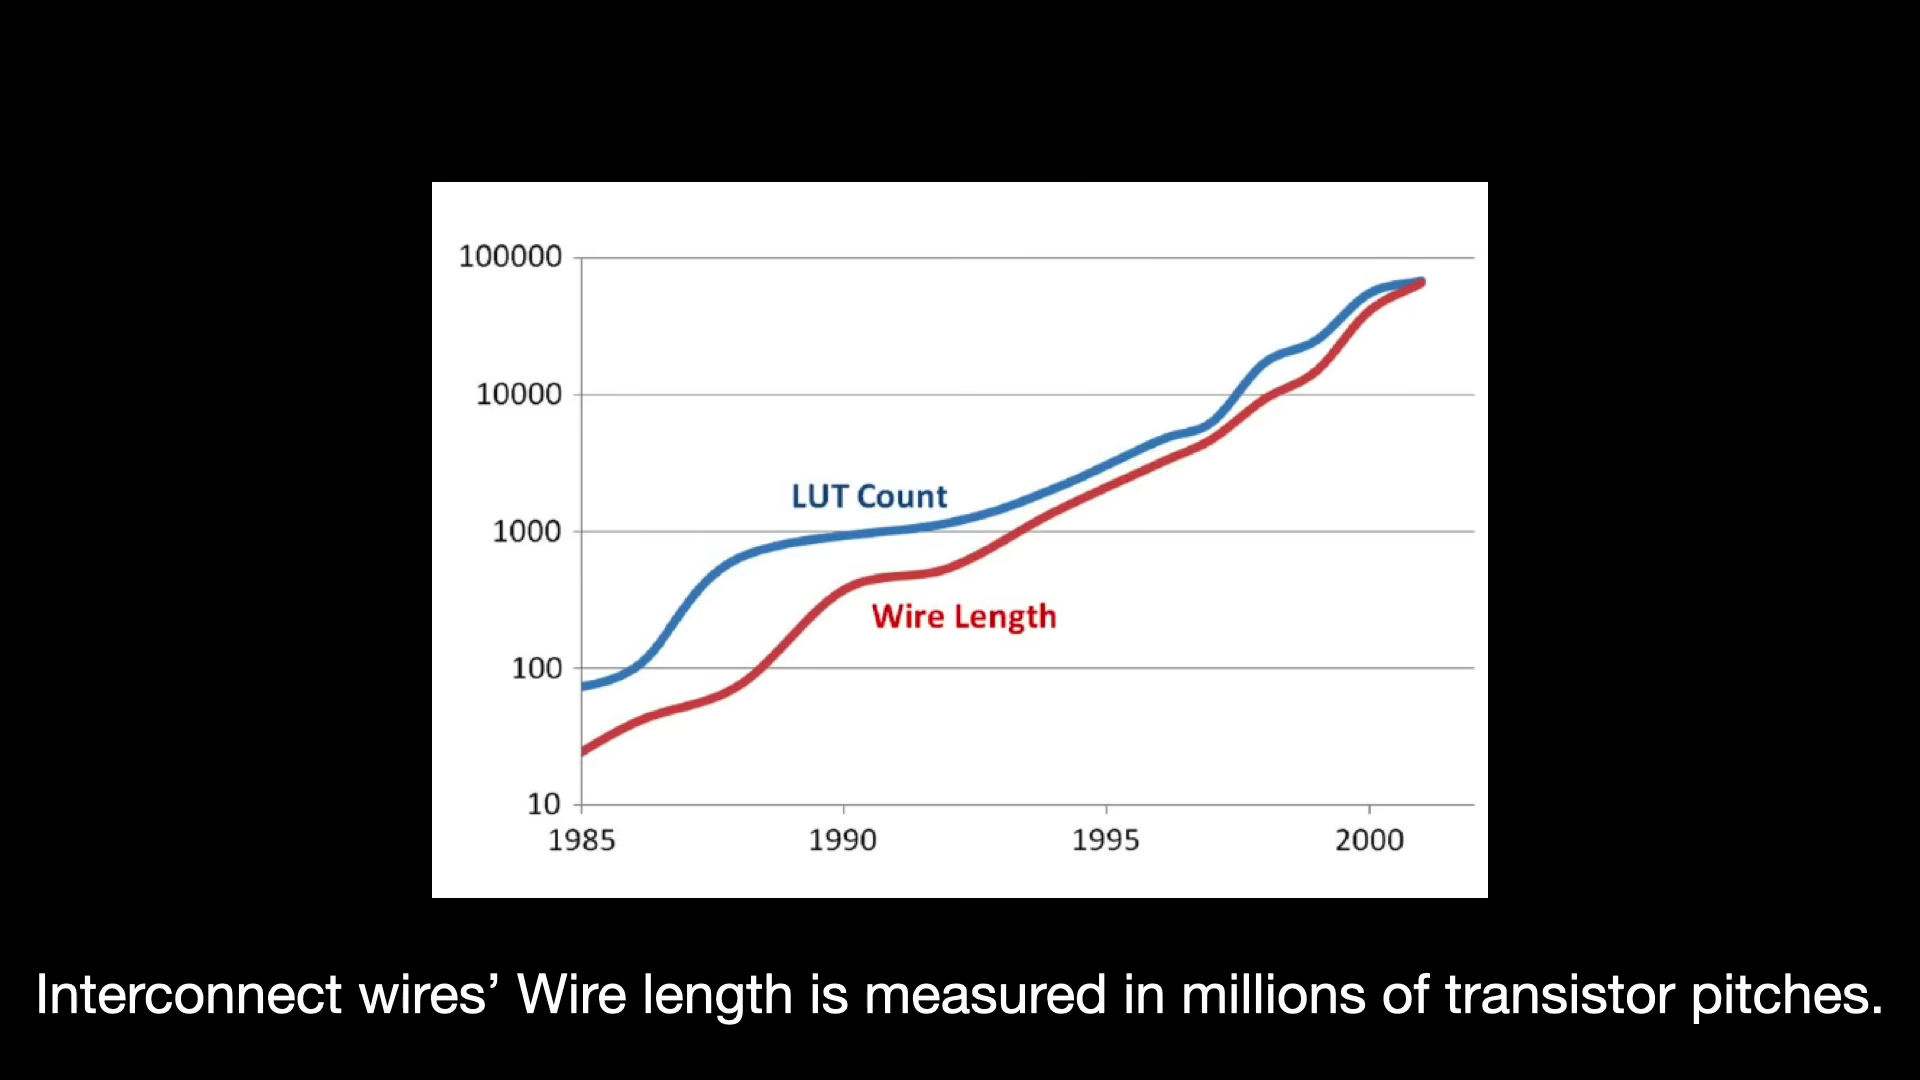 100000
10000
LUT Count
1000
Wire Length
100
10
1985 1990 1995 2000
Interconnect wires’ Wire length is measured in millions of transistor pitches.